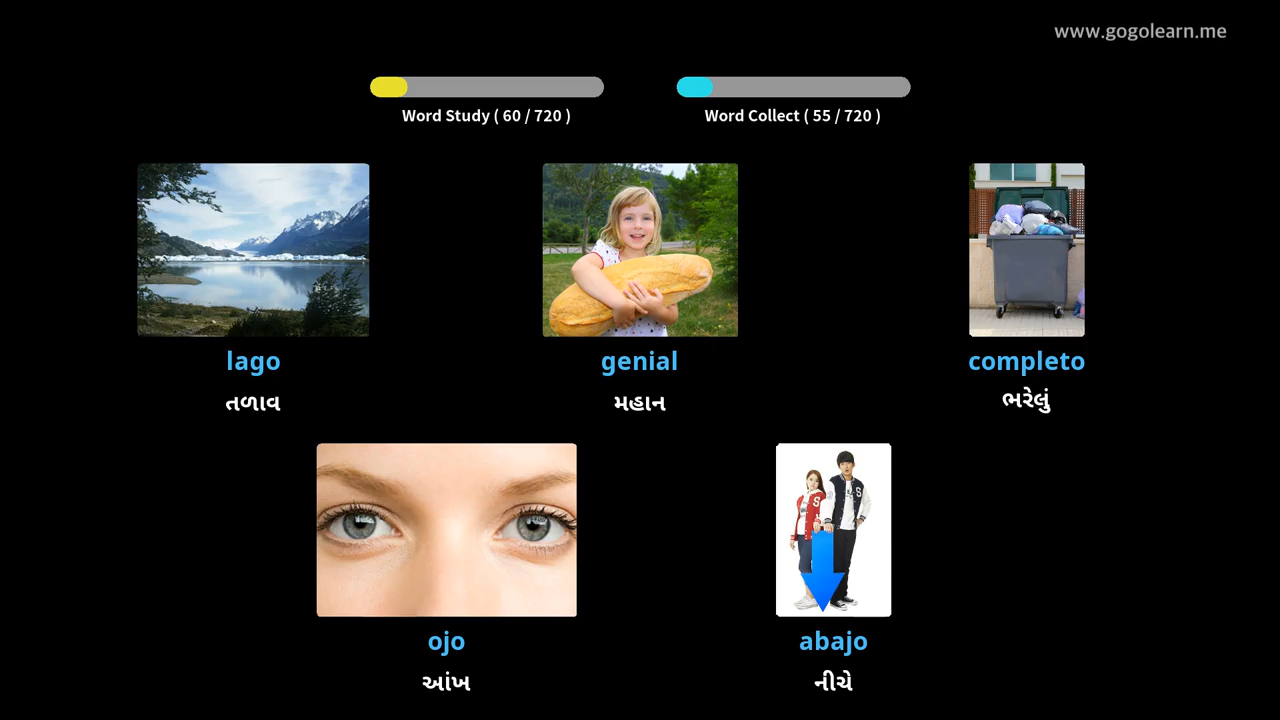 www.gogolearn.me
Word Study ( 60 / 720 )
Word Collect ( 55 / 720 )
lago
genial
completo
તળાવ
મહાન
ભરેલું
ojo
abajo
આંખ
નીચે